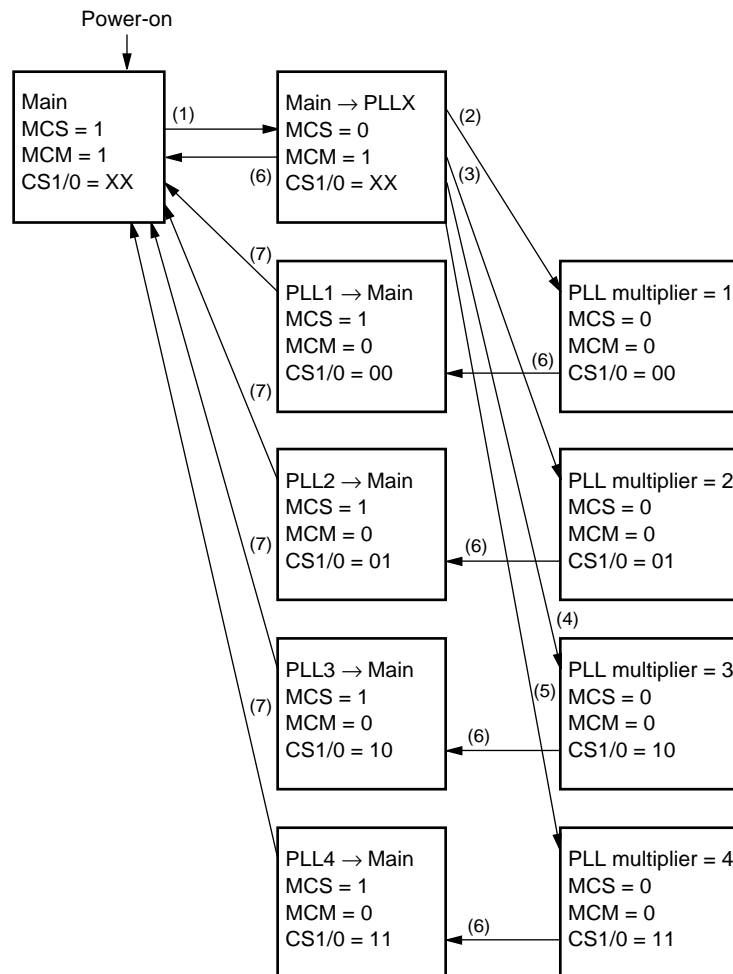 Power-on
Main
MCS = 1
MCM = 1
CS1/0 = XX
(1)
(6)
Main → PLLX
MCS = 0
MCM = 1
CS1/0 = XX
(2)
(3)
(4)
(5)
(7)
PLL1 → Main
MCS = 1
MCM = 0
CS1/0 = 00
(6)
PLL multiplier = 1
MCS = 0
MCM = 0
CS1/0 = 00
(7)
PLL2 → Main
MCS = 1
MCM = 0
CS1/0 = 01
(6)
PLL multiplier = 2
MCS = 0
MCM = 0
CS1/0 = 01
(7)
PLL3 → Main
MCS = 1
MCM = 0
CS1/0 = 10
(6)
PLL multiplier = 3
MCS = 0
MCM = 0
CS1/0 = 10
(7)
PLL4 → Main
MCS = 1
MCM = 0
CS1/0 = 11
(6)
PLL multiplier = 4
MCS = 0
MCM = 0
CS1/0 = 11